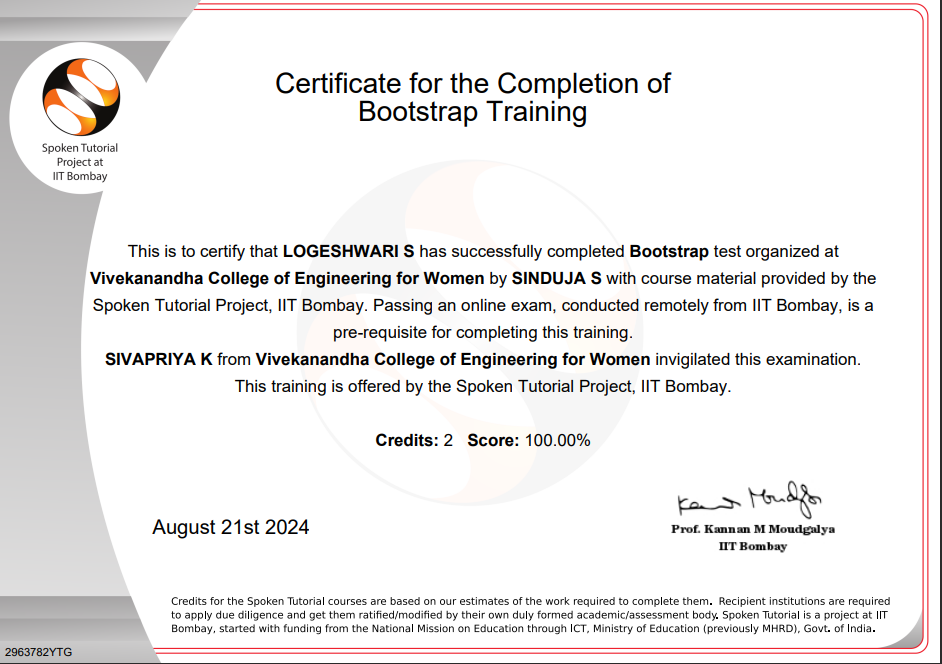 Certificate for the Completion of
Bootstrap Training
Spoken Tutorial
Project at
IIT Bombay
This is to certify that LOGESHWARI S has successfully completed Bootstrap test organized at
Vivekanandha College of Engineering for Women by SINDUJA S with course material provided by the
Spoken Tutorial Project, IIT Bombay. Passing an online exam, conducted remotely from IIT Bombay, is a
pre-requisite for completing this training.
SIVAPRIYA K from Vivekanandha College of Engineering for Women invigilated this examination.
This training is offered by the Spoken Tutorial Project, IIT Bombay.
Credits: 2 Score: 100.00%
August 21st 2024
Prof. Kannan M Moudgalya
IIT Bombay
Credits for the Spoken Tutorial courses are based on our estimates of the work required to complete them. Recipient institutions are required
to apply due diligence and get them ratified/modified by their own duly formed academic/assessment body. Spoken Tutorial is a project at IIT
Bombay, started with funding from the National Mission on Education through ICT, Ministry of Education (previously MHRD), Govt. of India.
2963782YTG